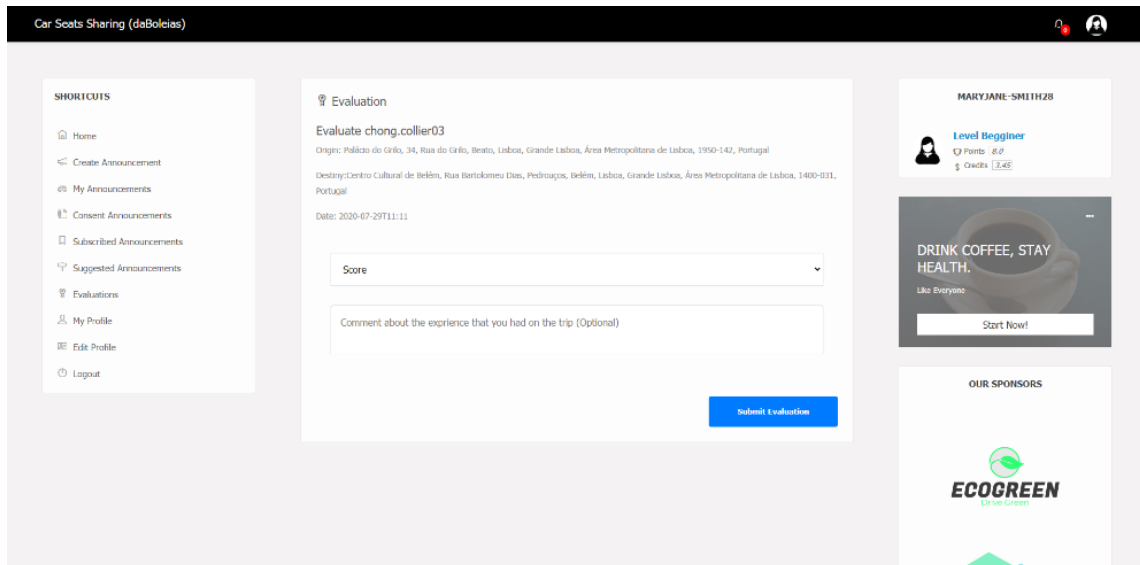 Car Seats Sharing (daBoleias)
0
SHORTCUTS
Home
Create Announcement
My Announcements
Consent Announcements
Subscribed Announcements
Suggested Announcements
Evaluations
My Profile
Edit Profile
Logout
Evaluation
Evaluate chong.collier03
Origin: Palácio do Grilo, 34, Rua do Grilo, Beato, Lisboa, Grande Lisboa, Área Metropolitana de Lisboa, 1950-142, Portugal
Destiny:Centro Cultural de Belém, Rua Bartolomeu Dias, Pedrouços, Belém, Lisboa, Grande Lisboa, Área Metropolitana de Lisboa, 1400-031,
Portugal
Date: 2020-07-29T11:11
Score
Comment about the exprience that you had on the trip (Optional)
Submit Evaluation
MARYJANE-SMITH28
Level Begginer
Points 8.0
$ Credits 3.45
DRINK COFFEE, STAY
HEALTH.
Like Everyone
Start Now!
OUR SPONSORS
ECOGREEN
Drive Green